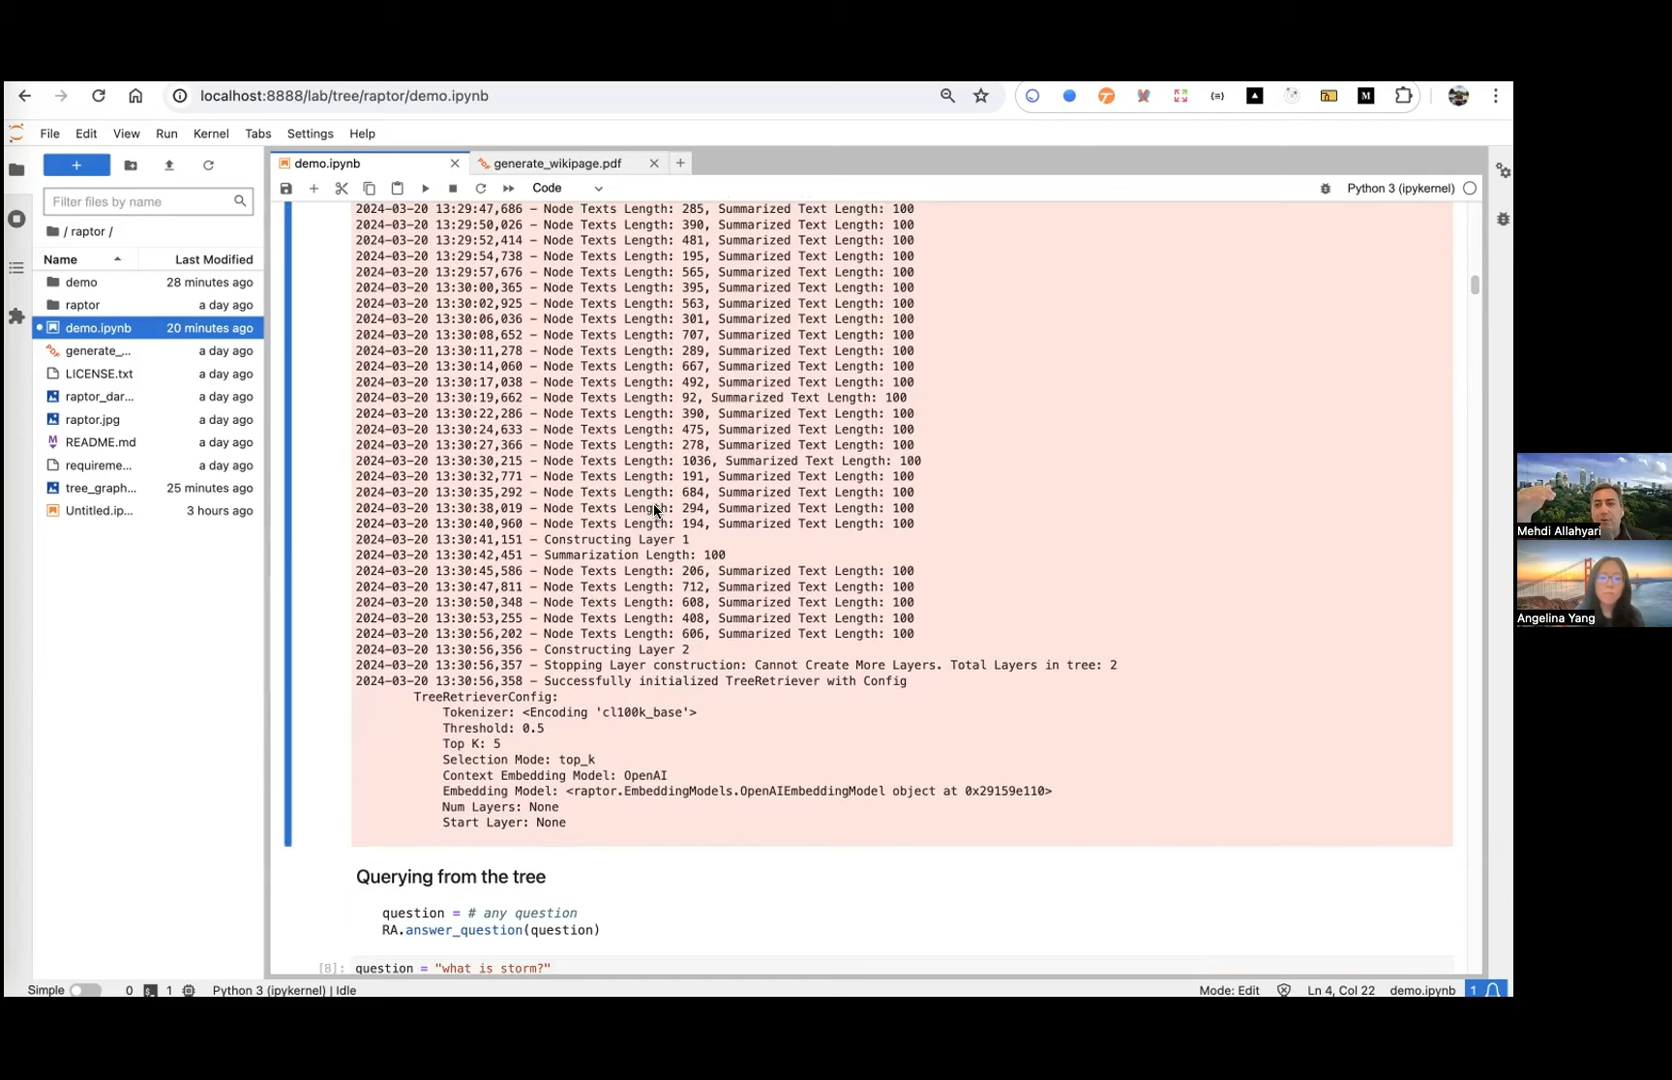 localhost:8888/lab/tree/raptor/demo.ipynb
File Edit View Run Kernel Tabs Settings Help
demo.ipynb
generate_wikipage.pdf
Code
Python 3 (ipykernel)
Filter files by name
/ raptor /
Name Last Modified
demo 28 minutes ago
raptor a day ago
demo.ipynb 20 minutes ago
generate_... a day ago
LICENSE.txt a day ago
raptor_dar... a day ago
raptor.jpg a day ago
README.md a day ago
requireme... a day ago
tree_graph... 25 minutes ago
Untitled.ip... 3 hours ago
2024-03-20 13:29:47,686 - Node Texts Length: 285, Summarized Text Length: 100
2024-03-20 13:29:50,026 - Node Texts Length: 390, Summarized Text Length: 100
2024-03-20 13:29:52,414 - Node Texts Length: 481, Summarized Text Length: 100
2024-03-20 13:29:54,738 - Node Texts Length: 195, Summarized Text Length: 100
2024-03-20 13:29:57,676 - Node Texts Length: 565, Summarized Text Length: 100
2024-03-20 13:30:00,365 - Node Texts Length: 395, Summarized Text Length: 100
2024-03-20 13:30:02,925 - Node Texts Length: 563, Summarized Text Length: 100
2024-03-20 13:30:06,036 - Node Texts Length: 301, Summarized Text Length: 100
2024-03-20 13:30:08,652 - Node Texts Length: 707, Summarized Text Length: 100
2024-03-20 13:30:11,278 - Node Texts Length: 289, Summarized Text Length: 100
2024-03-20 13:30:14,060 - Node Texts Length: 667, Summarized Text Length: 100
2024-03-20 13:30:17,038 - Node Texts Length: 492, Summarized Text Length: 100
2024-03-20 13:30:19,662 - Node Texts Length: 92, Summarized Text Length: 100
2024-03-20 13:30:22,286 - Node Texts Length: 390, Summarized Text Length: 100
2024-03-20 13:30:24,633 - Node Texts Length: 475, Summarized Text Length: 100
2024-03-20 13:30:27,366 - Node Texts Length: 278, Summarized Text Length: 100
2024-03-20 13:30:30,215 - Node Texts Length: 1036, Summarized Text Length: 100
2024-03-20 13:30:32,771 - Node Texts Length: 191, Summarized Text Length: 100
2024-03-20 13:30:35,292 - Node Texts Length: 684, Summarized Text Length: 100
2024-03-20 13:30:38,019 - Node Texts Length: 294, Summarized Text Length: 100
2024-03-20 13:30:40,960 - Node Texts Length: 194, Summarized Text Length: 100
2024-03-20 13:30:41,151 - Constructing Layer 1
2024-03-20 13:30:42,451 - Summarization Length: 100
2024-03-20 13:30:45,586 - Node Texts Length: 206, Summarized Text Length: 100
2024-03-20 13:30:47,811 - Node Texts Length: 712, Summarized Text Length: 100
2024-03-20 13:30:50,348 - Node Texts Length: 608, Summarized Text Length: 100
2024-03-20 13:30:53,255 - Node Texts Length: 408, Summarized Text Length: 100
2024-03-20 13:30:56,202 - Node Texts Length: 606, Summarized Text Length: 100
2024-03-20 13:30:56,356 - Constructing Layer 2
2024-03-20 13:30:56,357 - Stopping Layer construction: Cannot Create More Layers. Total Layers in tree: 2
2024-03-20 13:30:56,358 - Successfully initialized TreeRetriever with Config
TreeRetrieverConfig:
Tokenizer: <Encoding 'cl100k_base'>
Threshold: 0.5
Top K: 5
Selection Mode: top_k
Context Embedding Model: OpenAI
Embedding Model: <raptor.EmbeddingModels.OpenAIEmbeddingModel object at 0x29159e110>
Num Layers: None
Start Layer: None
Querying from the tree
question = # any question
RA.answer_question(question)
[8]: question = "what is storm?"
Mehdi Allahyari
Angelina Yang
Simple 0 1 Python 3 (ipykernel) | Idle Mode: Edit Ln 4, Col 22 demo.ipynb 1